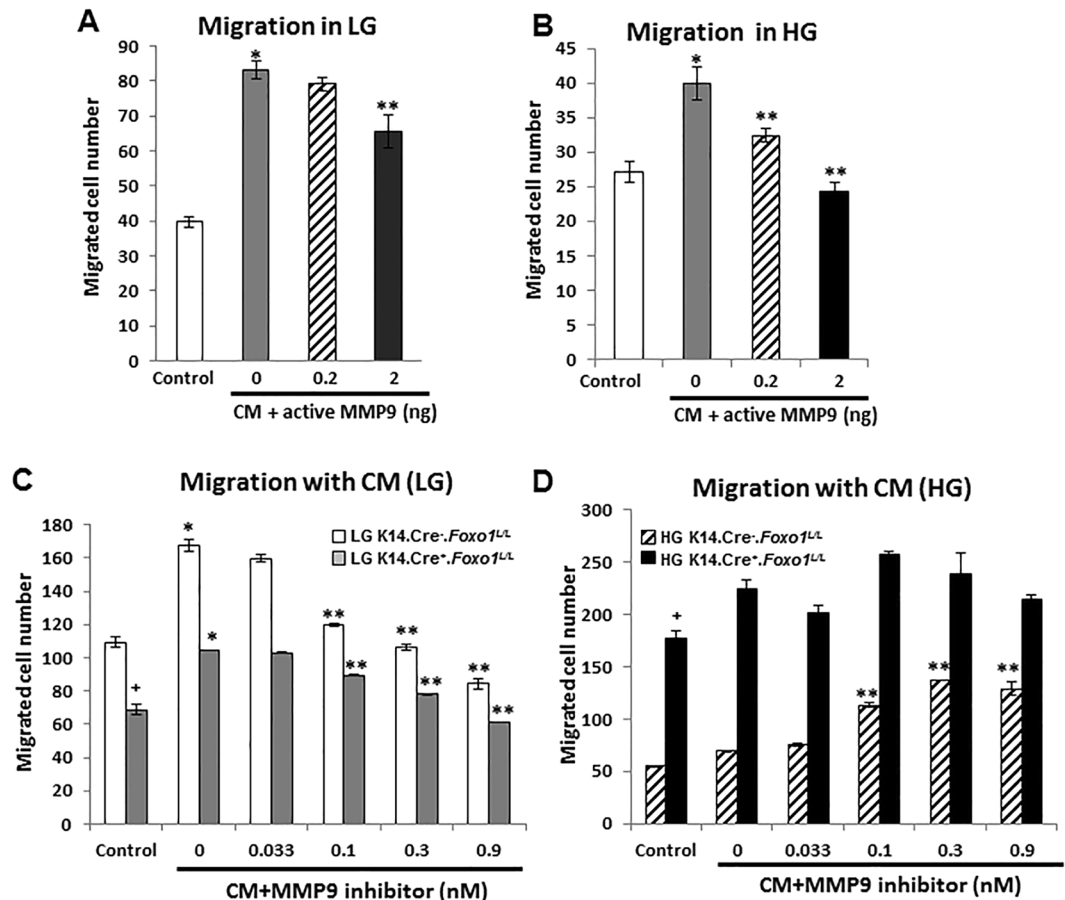 A
Migration in LG
Migrated cell number
90
80
70
60
50
40
30
20
10
0
*
**
Control
0
0.2
2
CM + active MMP9 (ng)
B
Migration in HG
Migrated cell number
45
40
35
30
25
20
15
10
5
0
*
**
**
Control
0
0.2
2
CM + active MMP9 (ng)
C
Migration with CM (LG)
Migrated cell number
180
160
140
120
100
80
60
40
20
0
LG K14.Cre-.Foxo1L/L
LG K14.Cre+.Foxo1L/L
+
*
*
**
**
**
**
**
**
Control
0
0.033
0.1
0.3
0.9
CM+MMP9 inhibitor (nM)
D
Migration with CM (HG)
Migrated cell number
300
250
200
150
100
50
0
HG K14.Cre-.Foxo1L/L
HG K14.Cre+.Foxo1L/L
+
**
**
**
Control
0
0.033
0.1
0.3
0.9
CM+MMP9 inhibitor (nM)